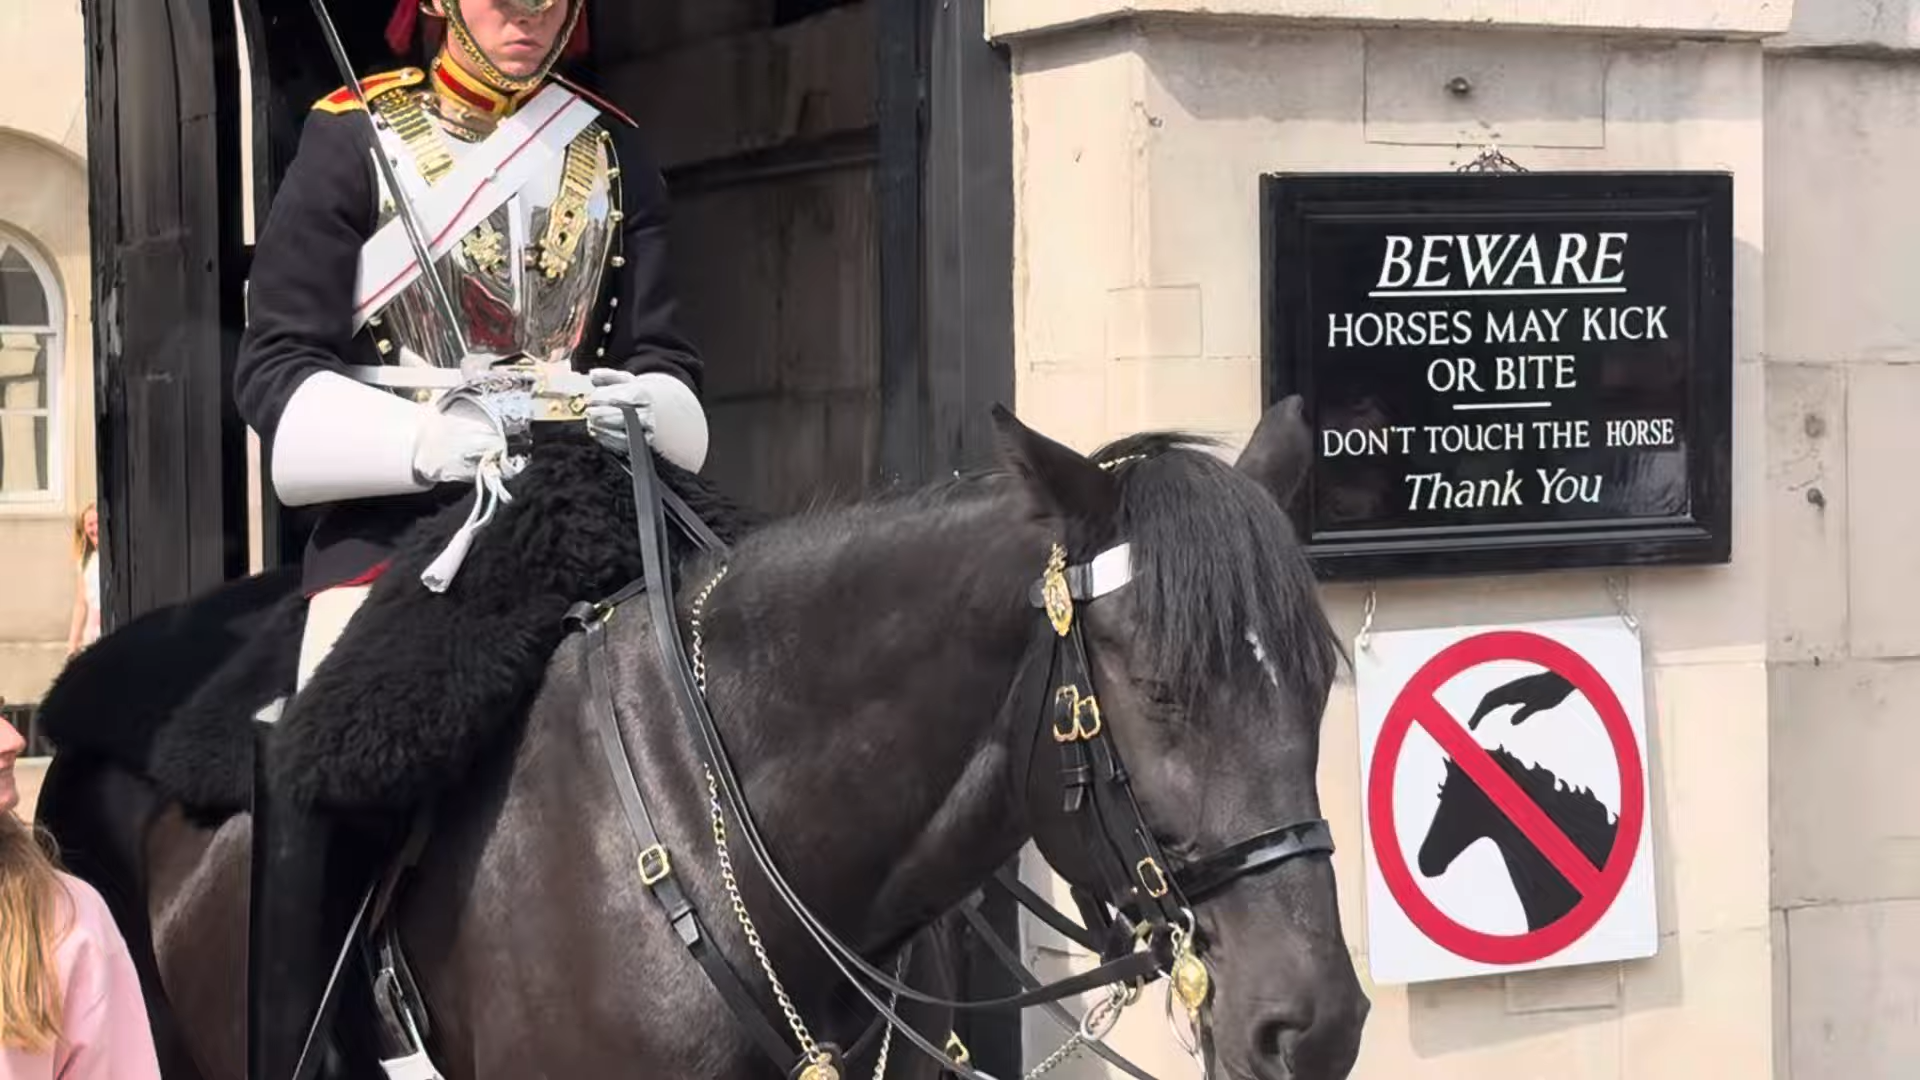 BEWARE
HORSES MAY KICK
OR BITE
DON'T TOUCH THE HORSE
Thank You